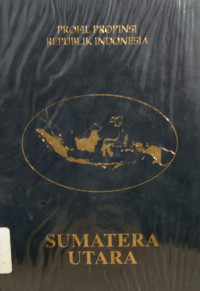 PROFIL PROPINSI
REPUBLIK INDONESIA
SUMATERA
UTARA